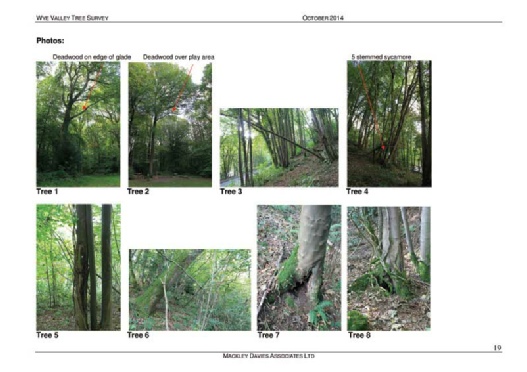 WYE VALLEY TREE SURVEY OCTOBER 2014
Photos:
Deadwood on edge of glade Deadwood over play area 5 stemmed sycamore
Tree 1 Tree 2 Tree 3 Tree 4
Tree 5 Tree 6 Tree 7 Tree 8
19
MACKLEY DAVIES ASSOCIATES LTD